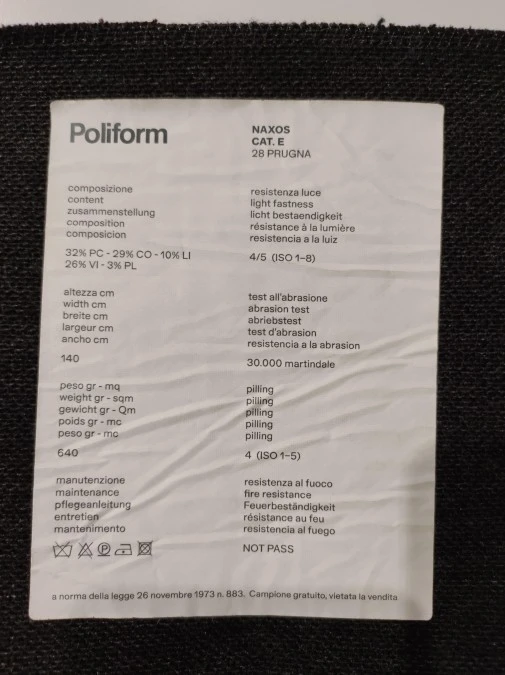 Poliform
NAXOS
CAT. E
28 PRUGNA
composizione
content
zusammenstellung
composition
composicion
32% PC - 29% CO - 10% LI
26% VI - 3% PL
resistenza luce
light fastness
licht bestaendigkeit
résistance à la lumière
resistencia a la luiz
4/5 (ISO 1-8)
altezza cm
width cm
breite cm
largeur cm
ancho cm
140
test all'abrasione
abrasion test
abriebstest
test d'abrasion
resistencia a la abrasion
30.000 martindale
peso gr - mq
weight gr - sqm
gewicht gr - Qm
poids gr - mc
peso gr - mc
640
pilling
pilling
pilling
pilling
pilling
4 (ISO 1-5)
manutenzione
maintenance
pflegeanleitung
entretien
mantenimento
resistenza al fuoco
fire resistance
Feuerbeständigkeit
résistance au feu
resistencia al fuego
NOT PASS
a norma della legge 26 novembre 1973 n. 883. Campione gratuito, vietata la vendita